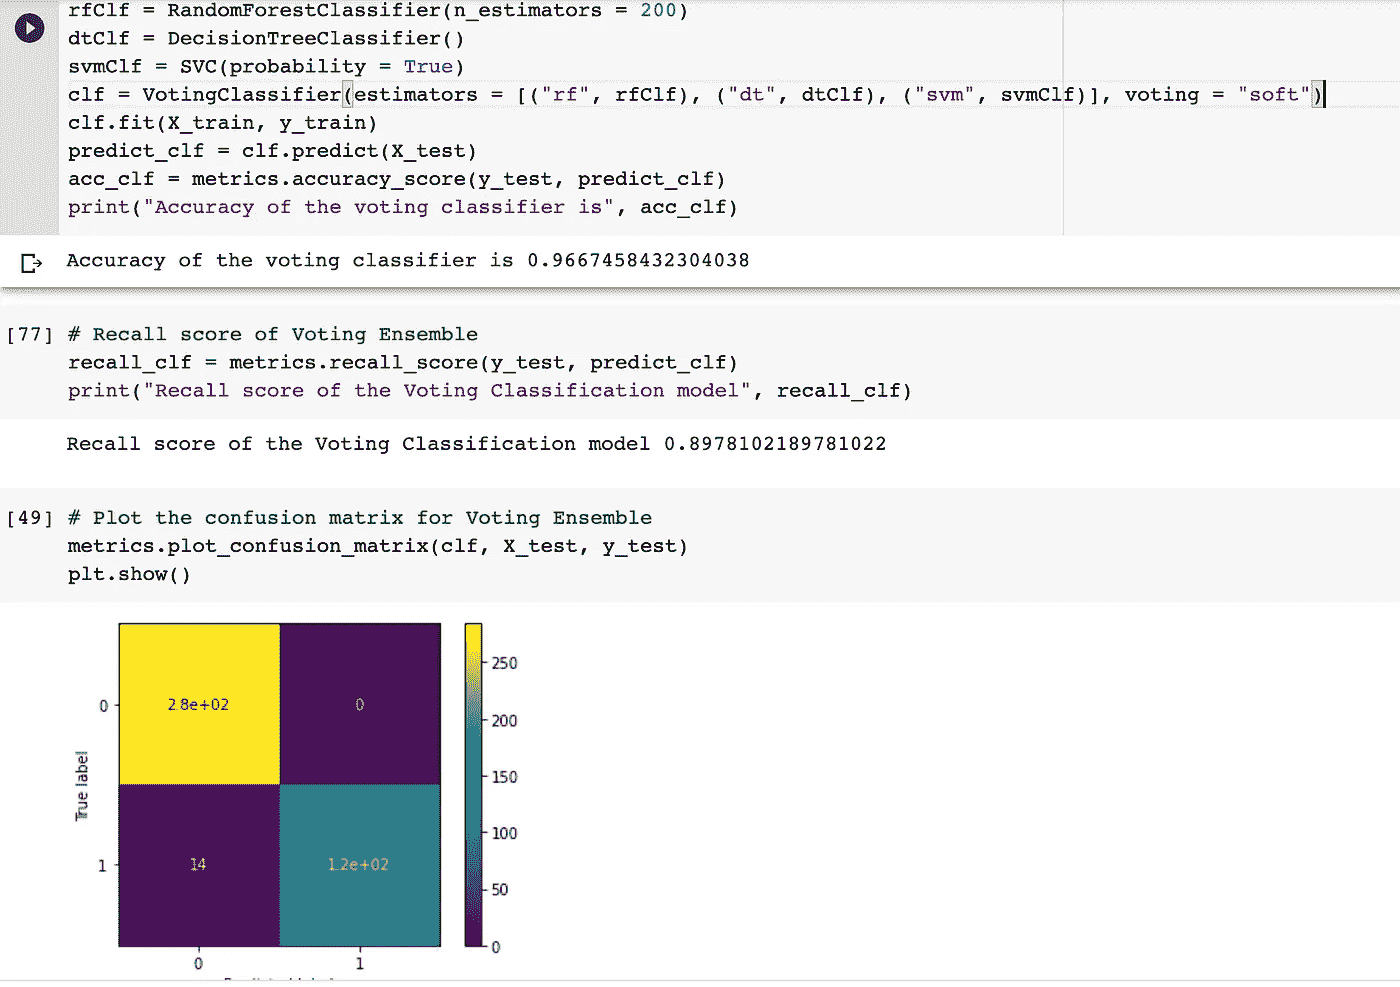 rfClf = RandomForestClassifier(n_estimators = 200)
dtClf = DecisionTreeClassifier()
svmClf = SVC(probability = True)
clf = VotingClassifier(estimators = [("rf", rfClf), ("dt", dtClf), ("svm", svmClf)], voting = "soft")
clf.fit(X_train, y_train)
predict_clf = clf.predict(X_test)
acc_clf = metrics.accuracy_score(y_test, predict_clf)
print("Accuracy of the voting classifier is", acc_clf)
Accuracy of the voting classifier is 0.9667458432304038
[77] # Recall score of Voting Ensemble
recall_clf = metrics.recall_score(y_test, predict_clf)
print("Recall score of the Voting Classification model", recall_clf)
Recall score of the Voting Classification model 0.8978102189781022
[49] # Plot the confusion matrix for Voting Ensemble
metrics.plot_confusion_matrix(clf, X_test, y_test)
plt.show()
250
0 2.8e+02 0
200
True label
150
100
1 14 1.2e+02
50
0
0 1